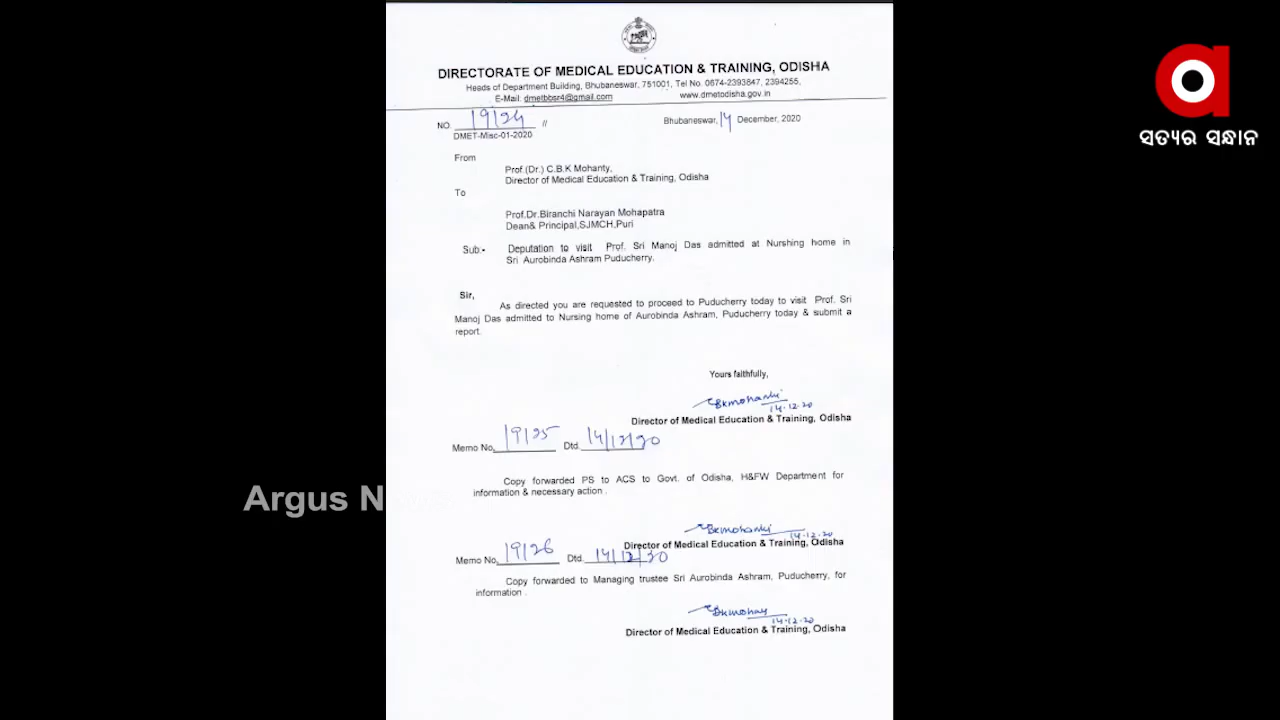 DIRECTORATE OF MEDICAL EDUCATION & TRAINING, ODISHA
Heads of Department Building, Bhubaneswar, 751001, Tel No. 0674-2393847, 2394255,
E-Mail: dmetbbsr4@gmail.com www.dmetodisha.gov.in
NO 19124 //
DMET-Misc-01-2020
Bhubaneswar, 14 December, 2020
From
Prof.(Dr.) C.B.K Mohanty,
Director of Medical Education & Training, Odisha
To
Prof.Dr.Biranchi Narayan Mohapatra
Dean& Principal,SJMCH,Puri
Sub:- Deputation to visit Prof. Sri Manoj Das admitted at Nurshing home in
Sri Aurobinda Ashram Puducherry.
Sir,
As directed you are requested to proceed to Puducherry today to visit Prof. Sri
Manoj Das admitted to Nursing home of Aurobinda Ashram, Puducherry today & submit a
report.
Yours faithfully,
14.12.20
Director of Medical Education & Training, Odisha
Memo No. 19125 Dtd. 14/12/20
Copy forwarded PS to ACS to Govt. of Odisha, H&FW Department for
information & necessary action .
14.12.20
Director of Medical Education & Training, Odisha
Memo No. 19126 Dtd. 14/12/20
Copy forwarded to Managing trustee Sri Aurobinda Ashram, Puducherry, for
information .
14.12.20
Director of Medical Education & Training, Odisha
Argus News
ସତ୍ୟର ସନ୍ଧାନ